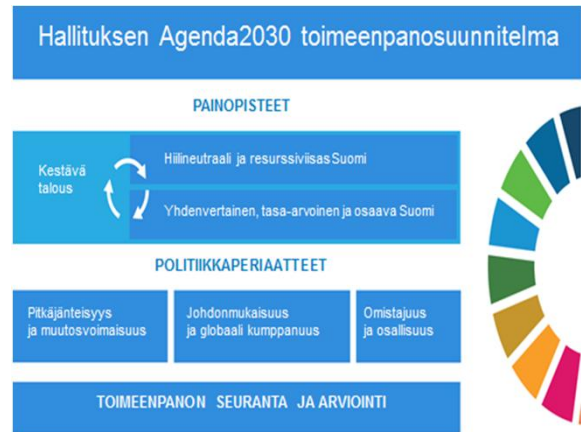 Hallituksen Agenda2030 toimeenpanosuunnitelma
PAINOPISTEET
Kestävä
talous
Hiilineutraali ja resurssiviisas Suomi
Yhdenvertainen, tasa-arvoinen ja osaava Suomi
POLITIIKKAPERIAATTEET
Pitkäjänteisyys
ja muutosvoimaisuus
Johdonmukaisuus
ja globaali kumppanuus
Omistajuus
ja osallisuus
TOIMEENPANON SEURANTA JA ARVIOINTI